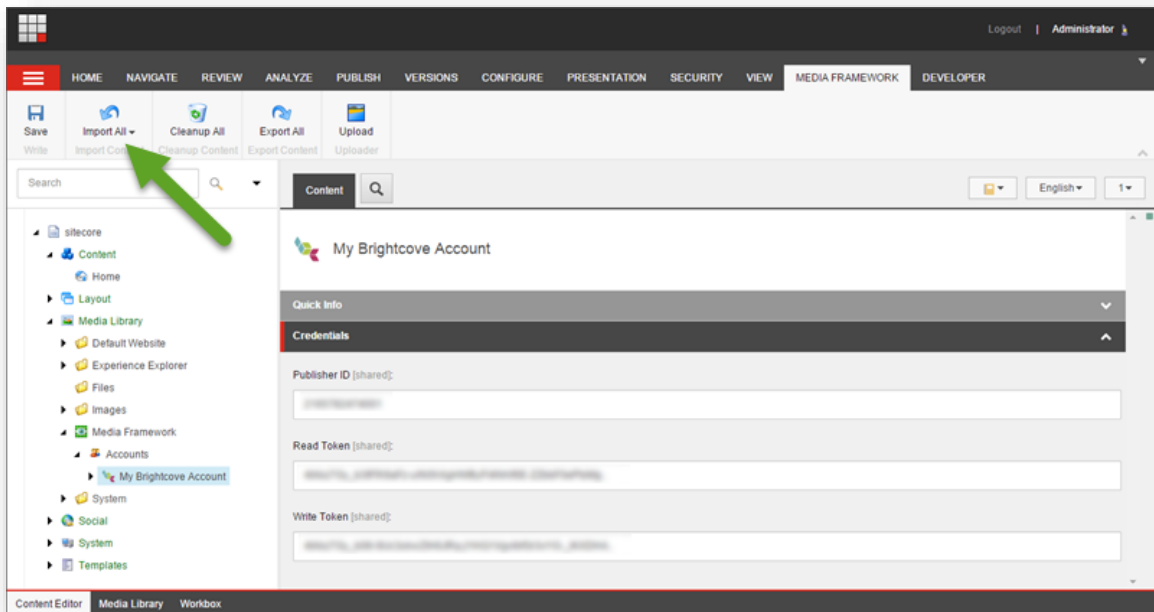 Logout | Administrator
HOME NAVIGATE REVIEW ANALYZE PUBLISH VERSIONS CONFIGURE PRESENTATION SECURITY VIEW MEDIA FRAMEWORK DEVELOPER
Save Import All Cleanup All Export All Upload
Write Import Cleanup Content Export Content Uploader
Search
Content
English 1
sitecore
Content
Home
Layout
Media Library
Default Website
Experience Explorer
Files
Images
Media Framework
Accounts
My Brightcove Account
System
Social
System
Templates
My Brightcove Account
Quick Info
Credentials
Publisher ID [shared]:
Read Token [shared]:
Write Token [shared]:
Content Editor Media Library Workbox